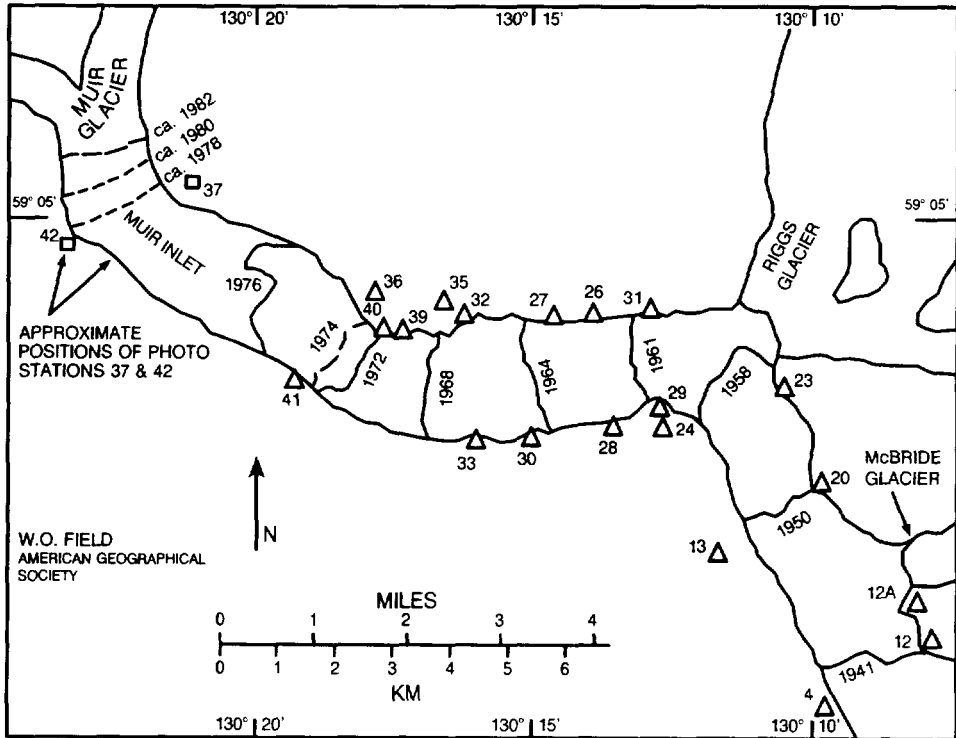 130° 20'
130° 15'
130° 10'
MUIR
GLACIER
ca. 1982
ca. 1980
ca. 1978
37
59° 05'
59° 05'
42
MUIR INLET
RIGGS
GLACIER
1976
36
35
40
39
32
27
26
31
APPROXIMATE
POSITIONS OF PHOTO
STATIONS 37 & 42
1974
1972
1968
1964
1961
1958
41
29
23
24
28
33
30
McBRIDE
GLACIER
20
1950
N
W.O. FIELD
AMERICAN GEOGRAPHICAL
SOCIETY
13
12A
12
MILES
0 1 2 3 4
0 1 2 3 4 5 6
KM
1941
4
130° 20'
130° 15'
130° 10'